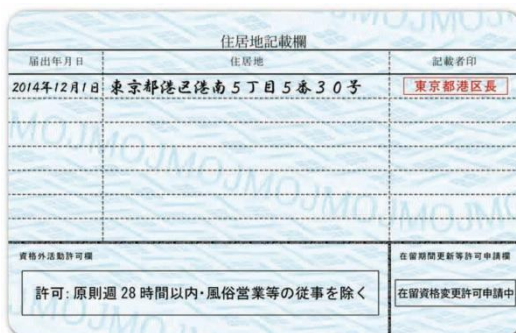 住居地記載欄
届出年月日 住居地 記載者印
2014年12月1日 東京都港区港南5丁目5番30号 東京都港区長
資格外活動許可欄 在留期間更新等許可申請欄
許可: 原則週28時間以内・風俗営業等の従事を除く 在留資格変更許可申請中
MOJMOJMOJMOJMOJ